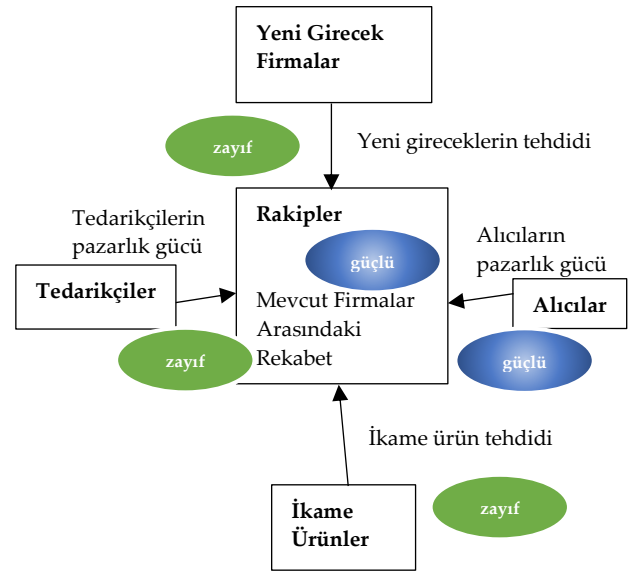 Yeni Girecek
Firmalar
zayıf
Yeni gireceklerin tehdidi
Tedarikçilerin
pazarlık gücü
Tedarikçiler
zayıf
Rakipler
güçlü
Mevcut Firmalar
Arasındaki
Rekabet
Alıcıların
pazarlık gücü
Alıcılar
güçlü
İkame ürün tehdidi
İkame
Ürünler
zayıf